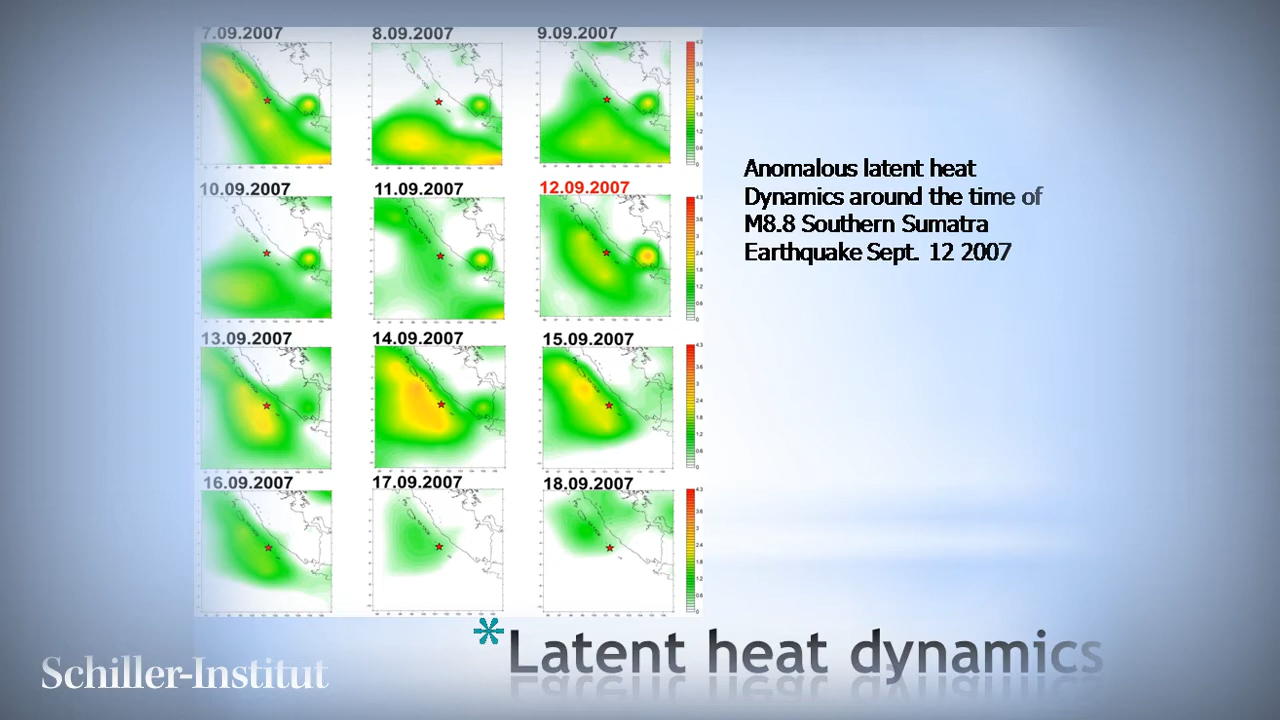 7.09.2007
8.09.2007
9.09.2007
10.09.2007
11.09.2007
12.09.2007
13.09.2007
14.09.2007
15.09.2007
16.09.2007
17.09.2007
18.09.2007
Anomalous latent heat
Dynamics around the time of
M8.8 Southern Sumatra
Earthquake Sept. 12 2007
*Latent heat dynamics
Schiller-Institut